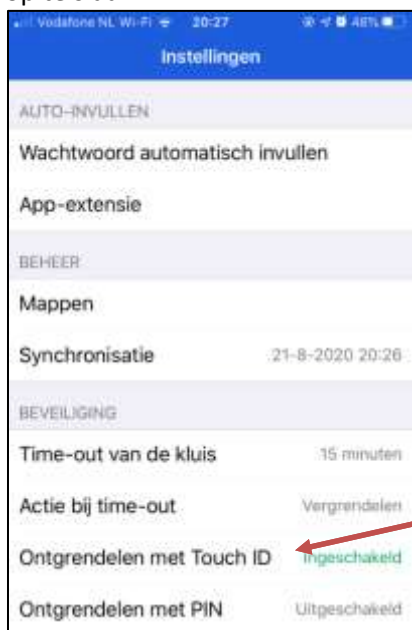 Vodafone NL Wi-Fi 20:27 48%
Instellingen
AUTO-INVULLEN
Wachtwoord automatisch invullen
App-extensie
BEHEER
Mappen
Synchronisatie 21-8-2020 20:26
BEVEILIGING
Time-out van de kluis 15 minuten
Actie bij time-out Vergrendelen
Ontgrendelen met Touch ID Ingeschakeld
Ontgrendelen met PIN Uitgeschakeld